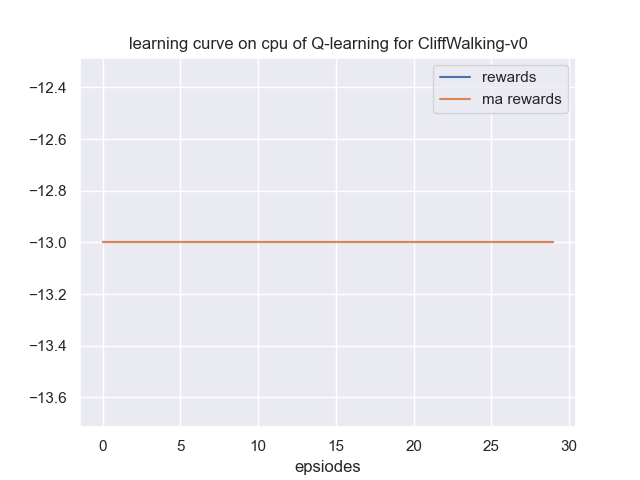 learning curve on cpu of Q-learning for CliffWalking-v0
rewards
ma rewards
−12.4
−12.6
−12.8
−13.0
−13.2
−13.4
−13.6
0 5 10 15 20 25 30
epsiodes